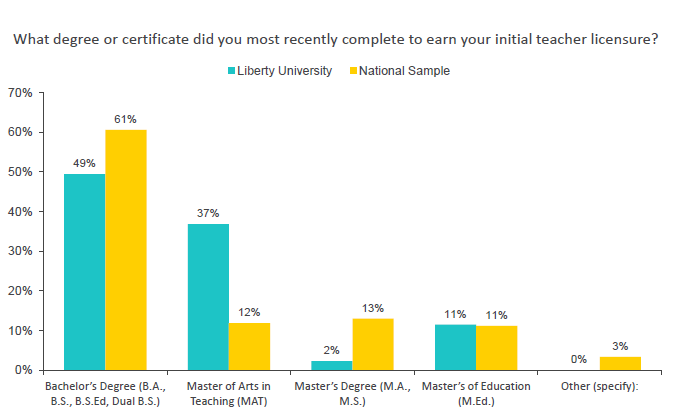 What degree or certificate did you most recently complete to earn your initial teacher licensure?
Liberty University National Sample
70%
60%
50%
40%
30%
20%
10%
0%
49%
61%
37%
12%
2%
13%
11%
11%
0%
3%
Bachelor's Degree (B.A.,
B.S., B.S.Ed, Dual B.S.)
Master of Arts in
Teaching (MAT)
Master's Degree (M.A.,
M.S.)
Master's of Education
(M.Ed.)
Other (specify):